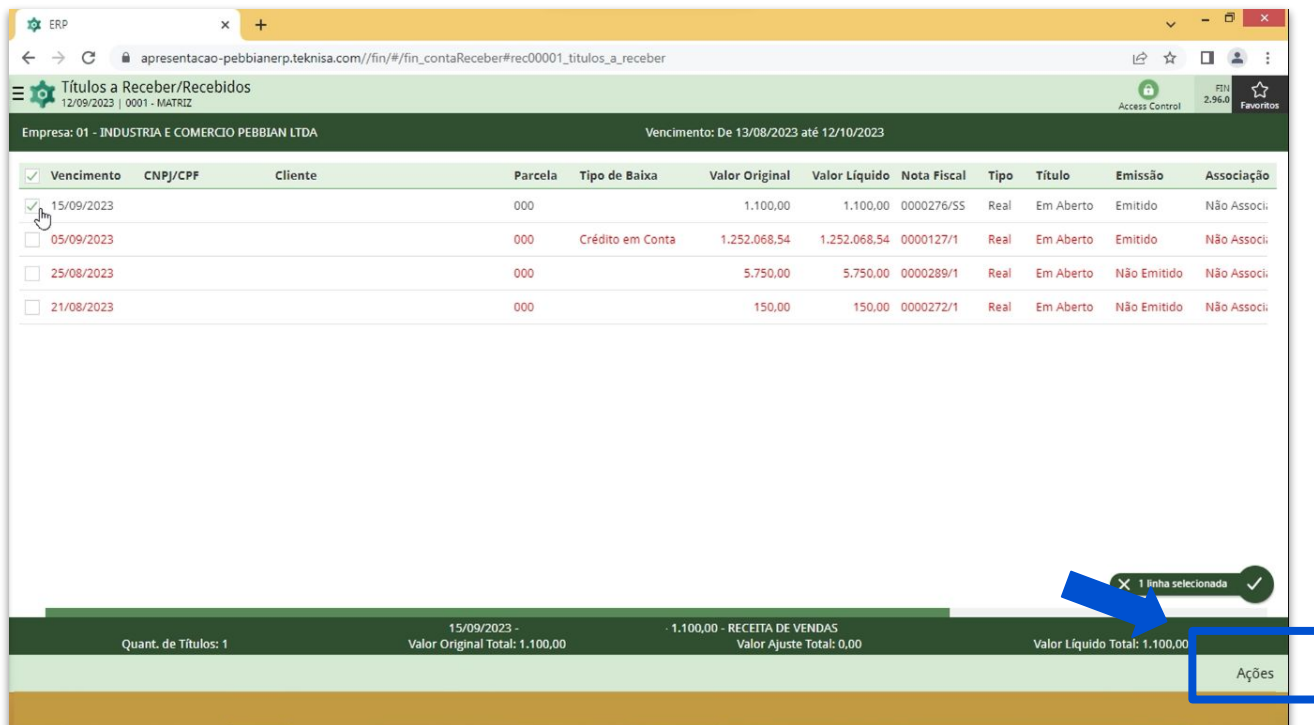 ERP
apresentacao-pebbianerp.teknisa.com//fin/#/fin_contaReceber#rec00001_titulos_a_receber
Títulos a Receber/Recebidos
12/09/2023 | 0001 - MATRIZ
Access Control
FIN
2.96.0
Favoritos
Empresa: 01 - INDUSTRIA E COMERCIO PEBBIAN LTDA Vencimento: De 13/08/2023 até 12/10/2023
Vencimento CNPJ/CPF Cliente Parcela Tipo de Baixa Valor Original Valor Líquido Nota Fiscal Tipo Título Emissão Associação
15/09/2023 000 1.100,00 1.100,00 0000276/SS Real Em Aberto Emitido Não Associa
05/09/2023 000 Crédito em Conta 1.252.068,54 1.252.068,54 0000127/1 Real Em Aberto Emitido Não Associa
25/08/2023 000 5.750,00 5.750,00 0000289/1 Real Em Aberto Não Emitido Não Associa
21/08/2023 000 150,00 150,00 0000272/1 Real Em Aberto Não Emitido Não Associa
1 linha selecionada
15/09/2023 - - 1.100,00 - RECEITA DE VENDAS
Quant. de Títulos: 1 Valor Original Total: 1.100,00 Valor Ajuste Total: 0,00 Valor Líquido Total: 1.100,00
Ações